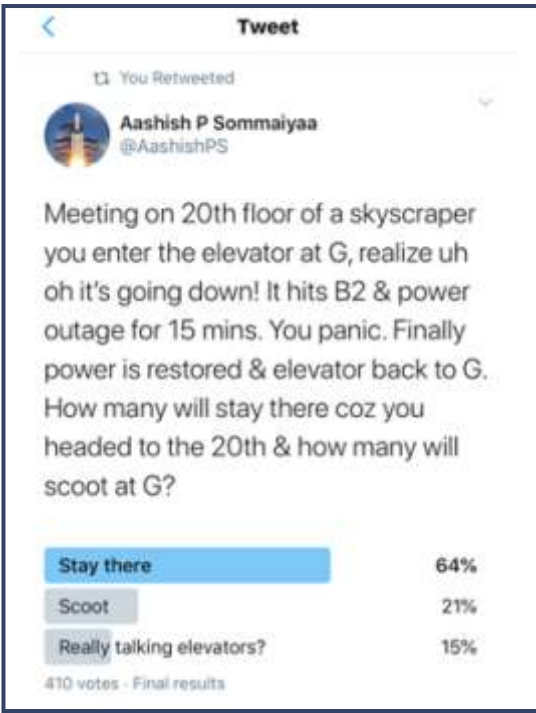 Tweet
You Retweeted
Aashish P Sommaiyaa
@AashishPS
Meeting on 20th floor of a skyscraper
you enter the elevator at G, realize uh
oh it's going down! It hits B2 & power
outage for 15 mins. You panic. Finally
power is restored & elevator back to G.
How many will stay there coz you
headed to the 20th & how many will
scoot at G?
Stay there 64%
Scoot 21%
Really talking elevators? 15%
410 votes · Final results